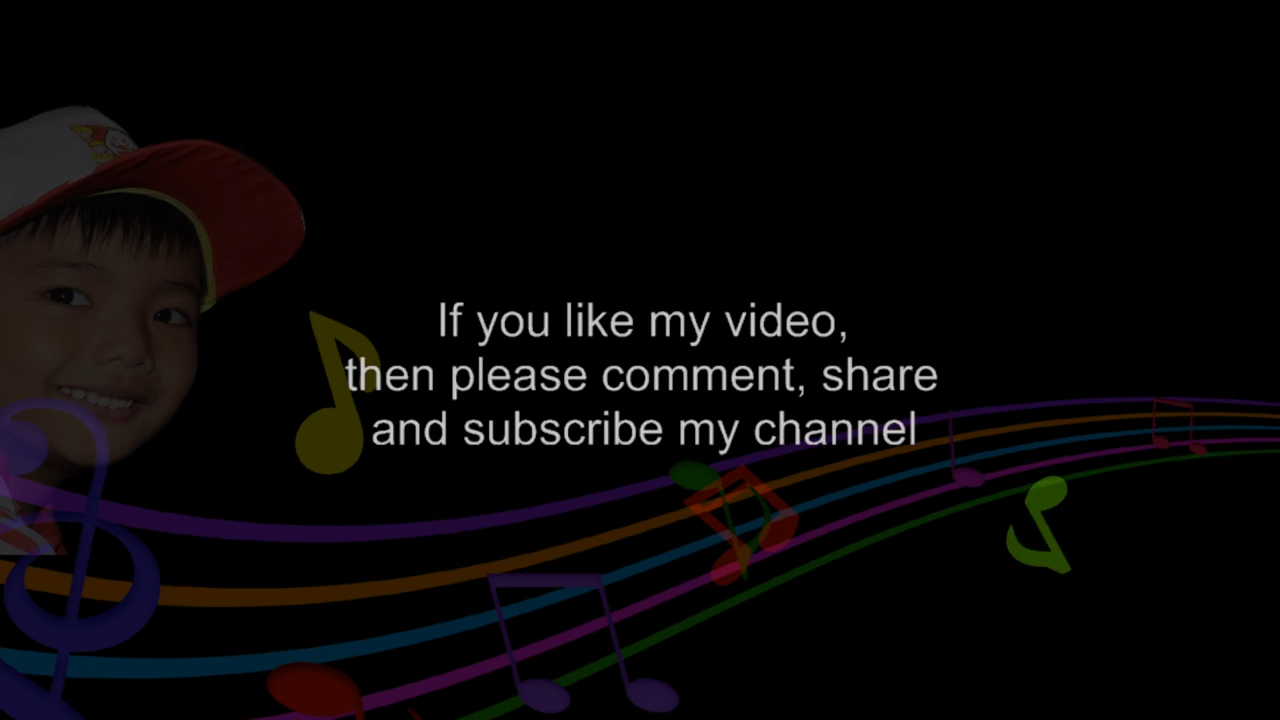 If you like my video,
then please comment, share
and subscribe my channel